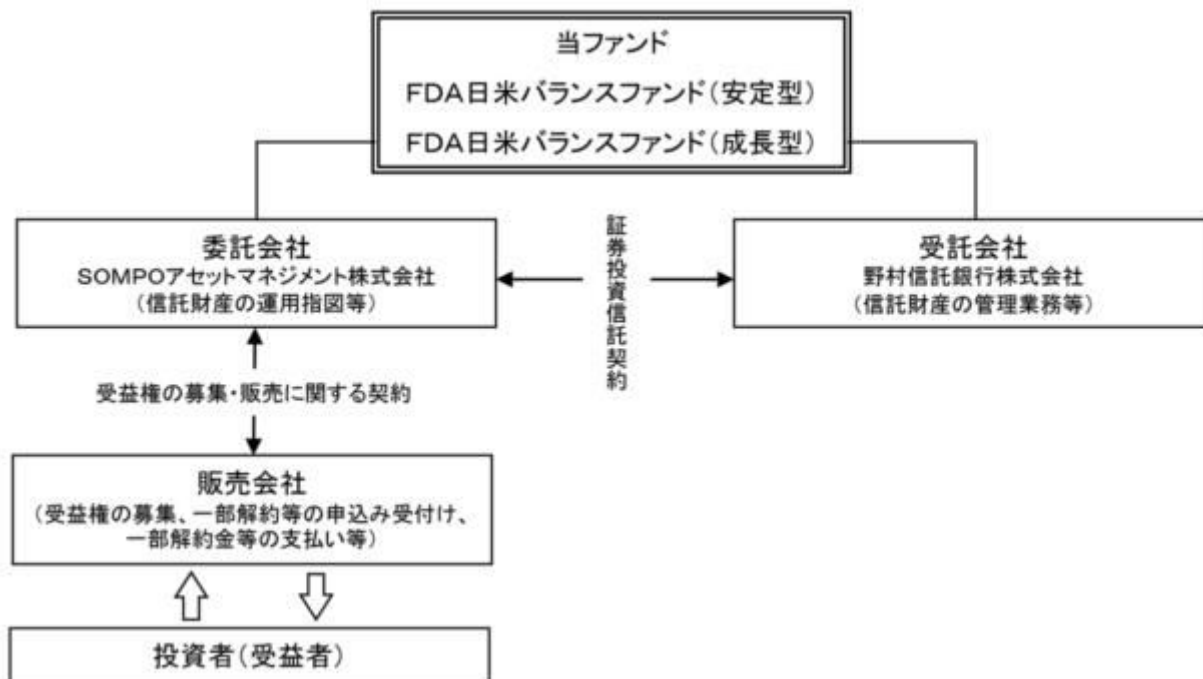 当ファンド
FDA日米バランスファンド(安定型)
FDA日米バランスファンド(成長型)
委託会社
SOMPOアセットマネジメント株式会社
(信託財産の運用指図等)
証券投資信託契約
受託会社
野村信託銀行株式会社
(信託財産の管理業務等)
受益権の募集・販売に関する契約
販売会社
(受益権の募集、一部解約等の申込み受付け、
一部解約金等の支払い等)
投資者(受益者)